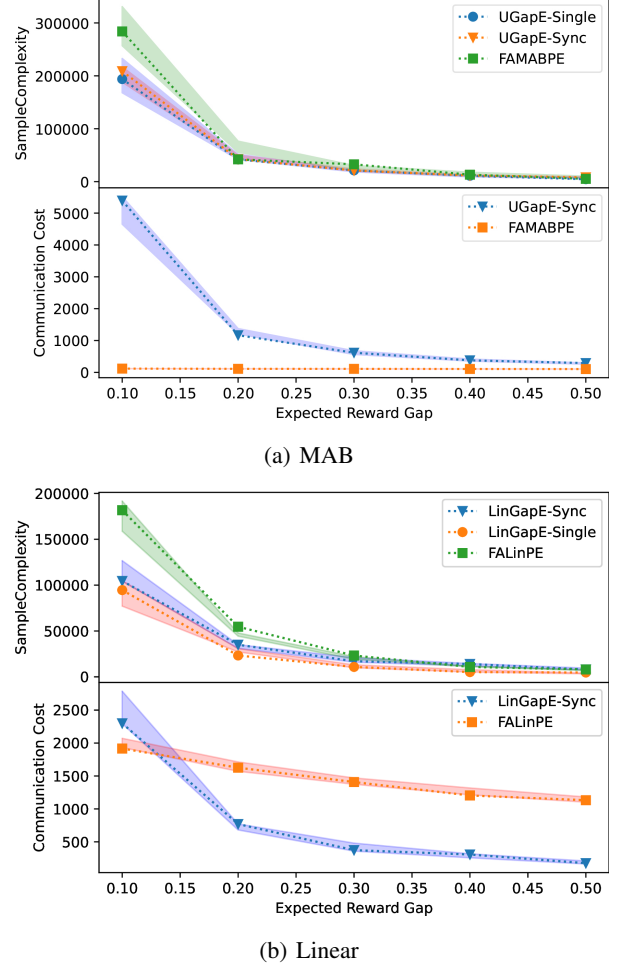 300000
200000
100000
0
SampleComplexity
UGapE-Single
UGapE-Sync
FAMABPE
5000
4000
3000
2000
1000
0
Communication Cost
UGapE-Sync
FAMABPE
0.10 0.15 0.20 0.25 0.30 0.35 0.40 0.45 0.50
Expected Reward Gap
(a) MAB
200000
150000
100000
50000
0
SampleComplexity
LinGapE-Sync
LinGapE-Single
FALinPE
2500
2000
1500
1000
500
Communication Cost
LinGapE-Sync
FALinPE
0.10 0.15 0.20 0.25 0.30 0.35 0.40 0.45 0.50
Expected Reward Gap
(b) Linear